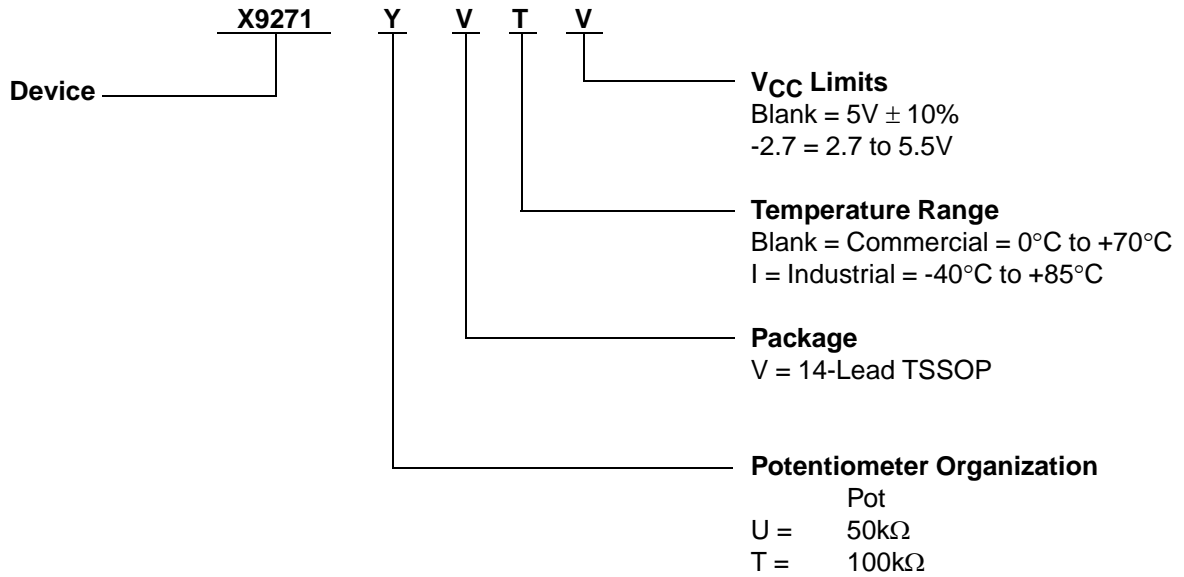 X9271 Y V T V
Device
VCC Limits
Blank = 5V ± 10%
-2.7 = 2.7 to 5.5V
Temperature Range
Blank = Commercial = 0°C to +70°C
I = Industrial = -40°C to +85°C
Package
V = 14-Lead TSSOP
Potentiometer Organization
Pot
U = 50kΩ
T = 100kΩ